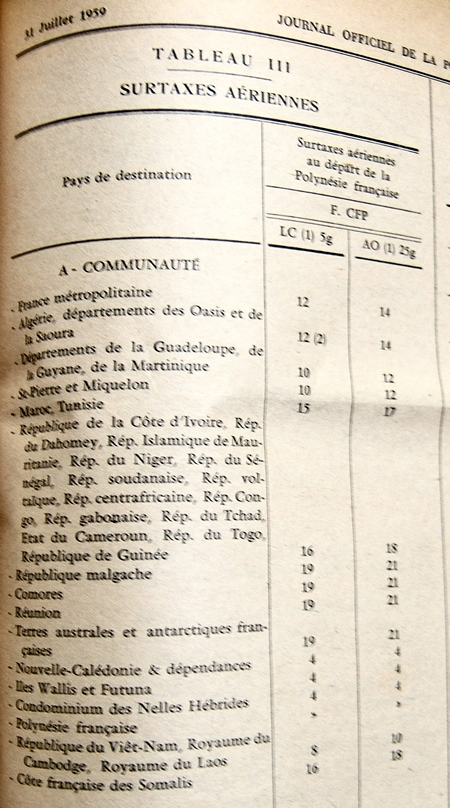 31 Juillet 1959
JOURNAL OFFICIEL DE LA
TABLEAU III
SURTAXES AÉRIENNES
Pays de destination
Surtaxes aériennes
au départ de la
Polynésie française
F. CFP
LC (1) 5g AO (1) 25g
A - COMMUNAUTÉ
- France métropolitaine 12 14
- Algérie, départements des Oasis et de
la Saoura 12 (2) 14
- Départements de la Guadeloupe, de
la Guyane, de la Martinique 10 12
- St-Pierre et Miquelon 10 12
- Maroc, Tunisie 15 17
- République de la Côte d'Ivoire, Rép.
du Dahomey, Rép. Islamique de Mau-
ritanie, Rép. du Niger, Rép. du Sé-
négal, Rép. soudanaise, Rép. vol-
taïque, Rép. centrafricaine, Rép. Con-
go, Rép. gabonaise, Rép. du Tchad,
Etat du Cameroun, Rép. du Togo,
République de Guinée 16 18
- République malgache 19 21
- Comores 19 21
- Réunion 19 21
- Terres australes et antarctiques fran-
çaises 19 21
- Nouvelle-Calédonie & dépendances 4 4
- Iles Wallis et Futuna 4 4
- Condominium des Nelles Hébrides 4 4
- Polynésie française » »
- République du Viêt-Nam, Royaume du
Cambodge, Royaume du Laos 8 10
- Côte française des Somalis 16 18